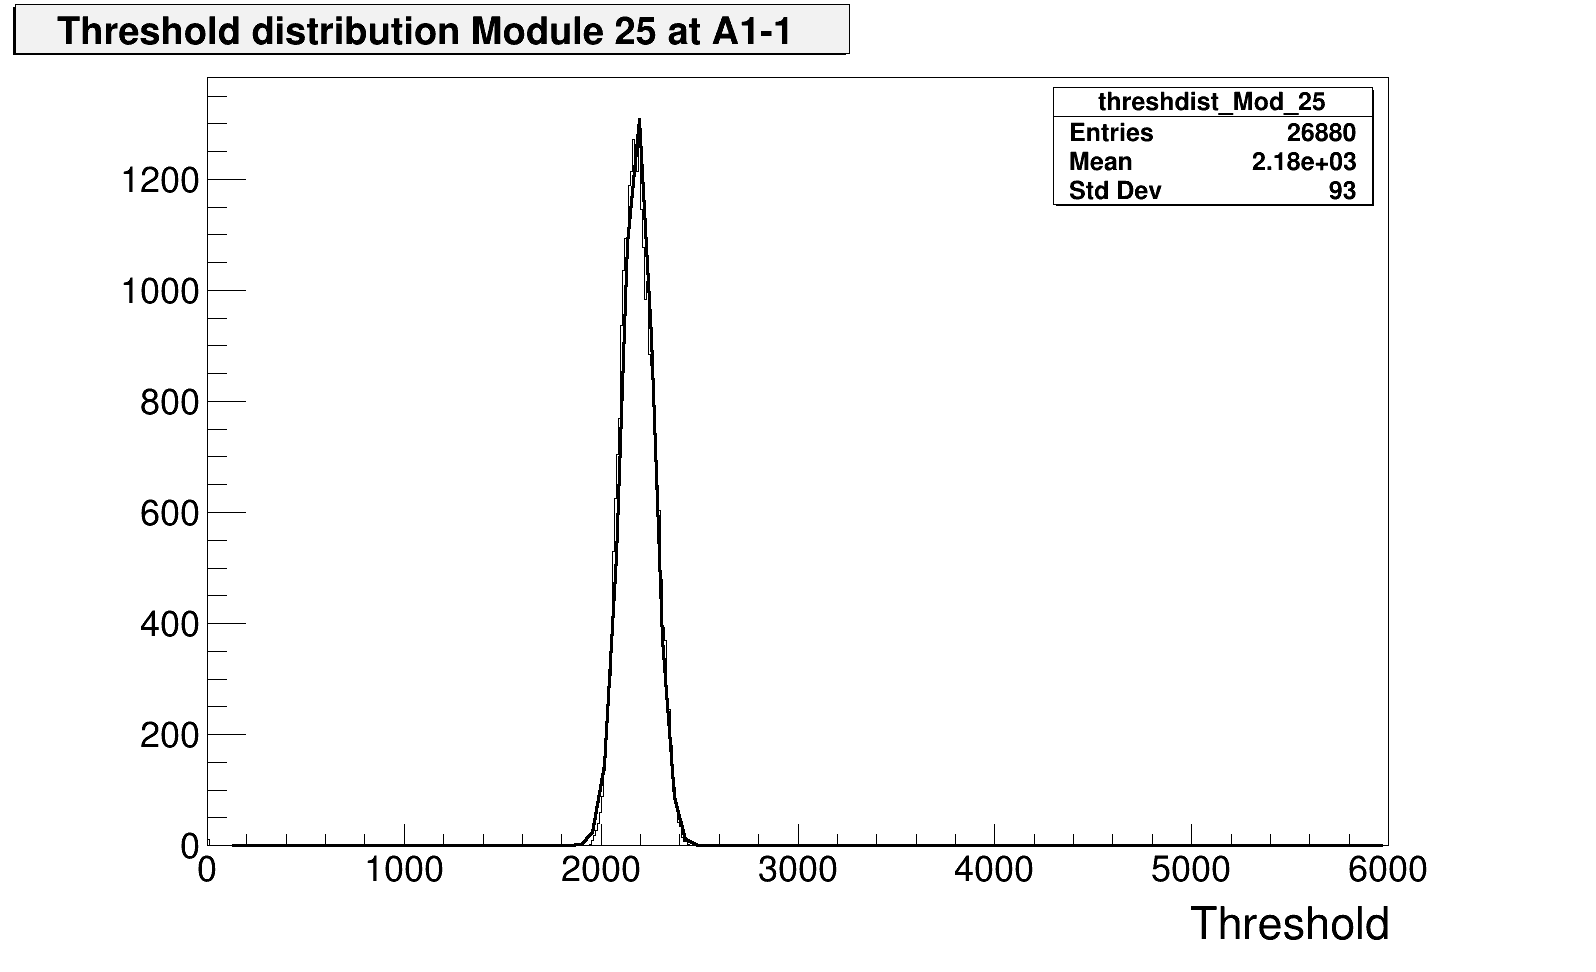 Threshold distribution Module 25 at A1-1
threshdist_Mod_25
Entries 26880
Mean 2.18e+03
Std Dev 93
1200
1000
800
600
400
200
0
0 1000 2000 3000 4000 5000 6000
Threshold